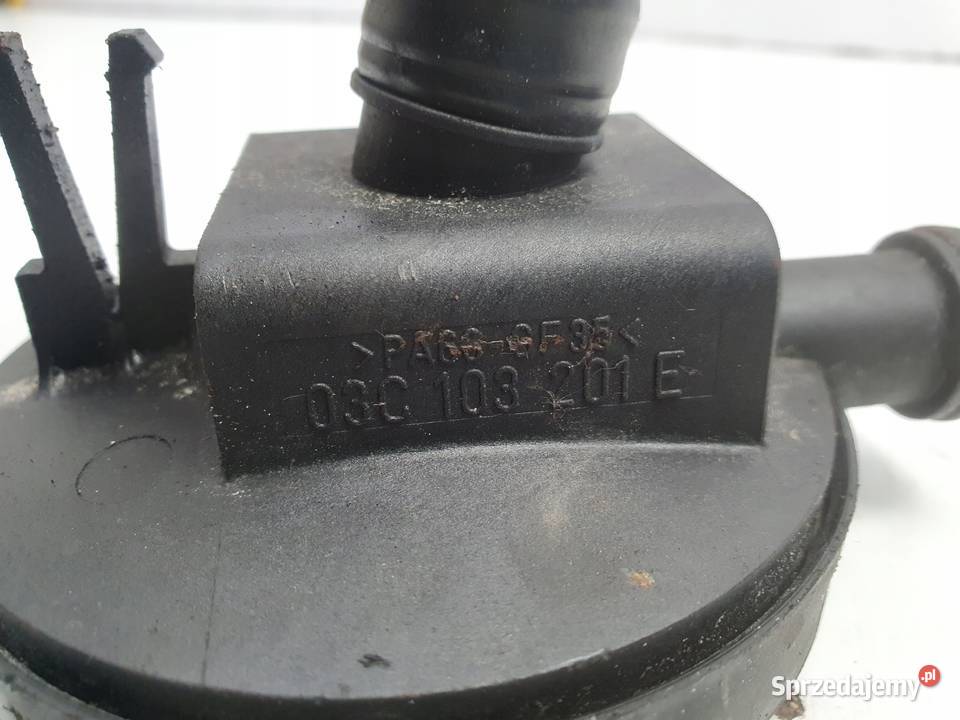 >PA66-GF35<
03C 103 201 E
Sprzedajemy.pl